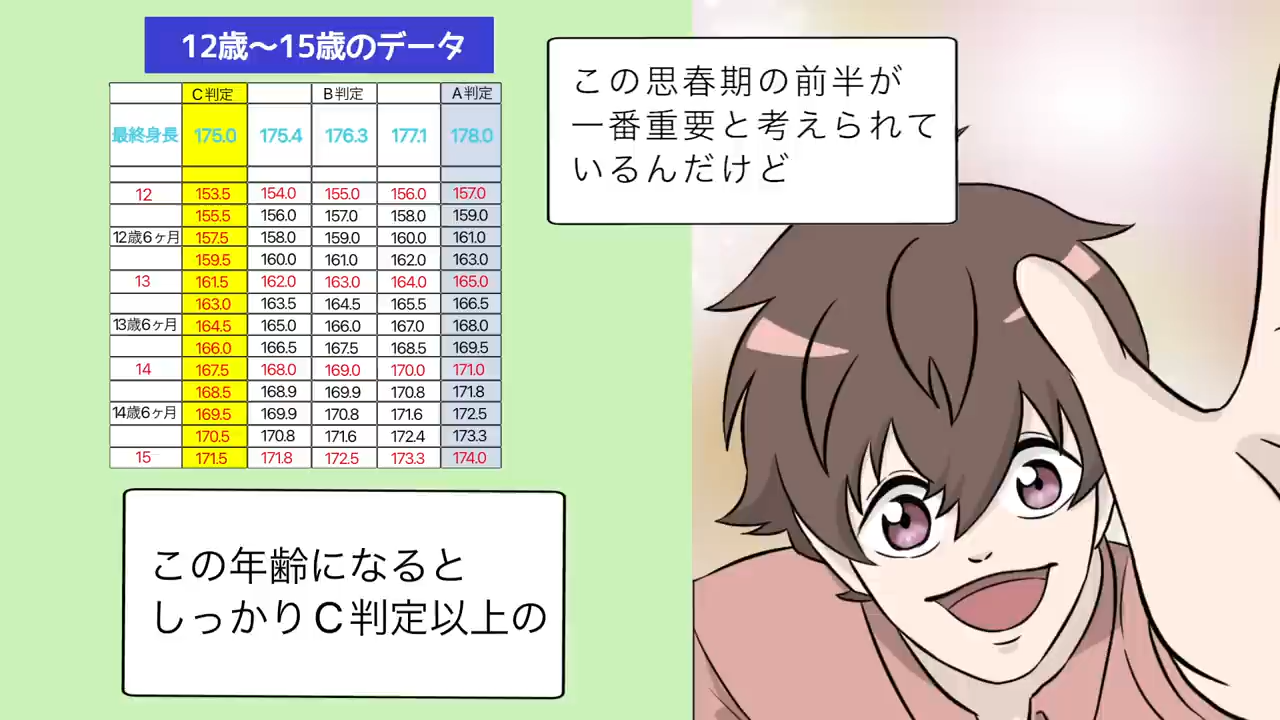 12歳〜15歳のデータ
C判定 B判定 A判定
最終身長 175.0 175.4 176.3 177.1 178.0
12 153.5 154.0 155.0 156.0 157.0
155.5 156.0 157.0 158.0 159.0
12歳6ヶ月 157.5 158.0 159.0 160.0 161.0
159.5 160.0 161.0 162.0 163.0
13 161.5 162.0 163.0 164.0 165.0
163.0 163.5 164.5 165.5 166.5
13歳6ヶ月 164.5 165.0 166.0 167.0 168.0
166.0 166.5 167.5 168.5 169.5
14 167.5 168.0 169.0 170.0 171.0
168.5 168.9 169.9 170.8 171.8
14歳6ヶ月 169.5 169.9 170.8 171.6 172.5
170.5 170.8 171.6 172.4 173.3
15 171.5 171.8 172.5 173.3 174.0
この思春期の前半が
一番重要と考えられて
いるんだけど
この年齢になると
しっかりC判定以上の